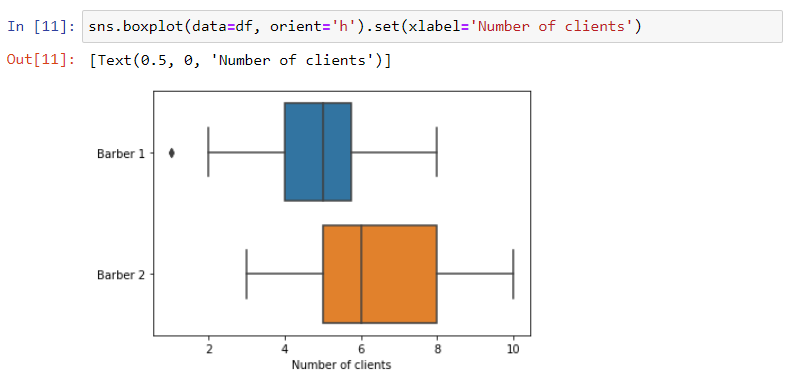 In [11]: sns.boxplot(data=df, orient='h').set(xlabel='Number of clients')
Out[11]: [Text(0.5, 0, 'Number of clients')]
Barber 1
Barber 2
2 4 6 8 10
Number of clients